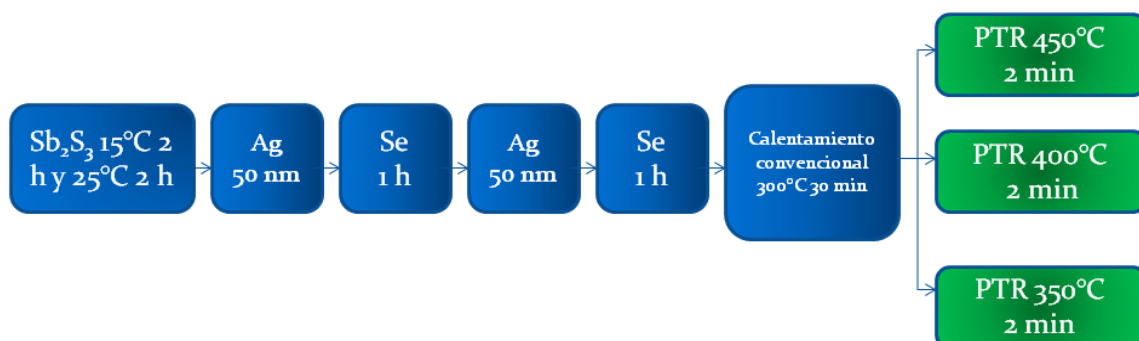 Sb₂S₃ 15°C 2
h y 25°C 2 h
Ag
50 nm
Se
1 h
Ag
50 nm
Se
1 h
Calentamiento
convencional
300°C 30 min
PTR 450°C
2 min
PTR 400°C
2 min
PTR 350°C
2 min